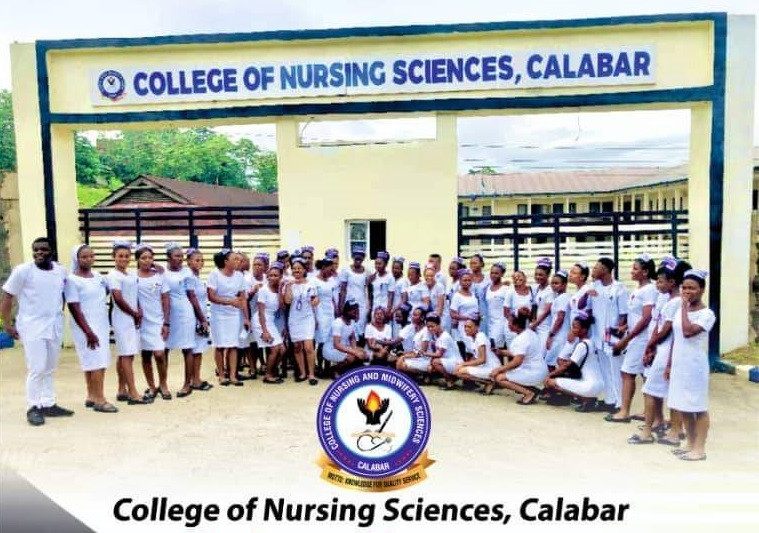 COLLEGE OF NURSING SCIENCES, CALABAR
COLLEGE OF NURSING AND MIDWIFERY SCIENCES
CALABAR
MOTTO: KNOWLEDGE FOR QUALITY SERVICE
College of Nursing Sciences, Calabar